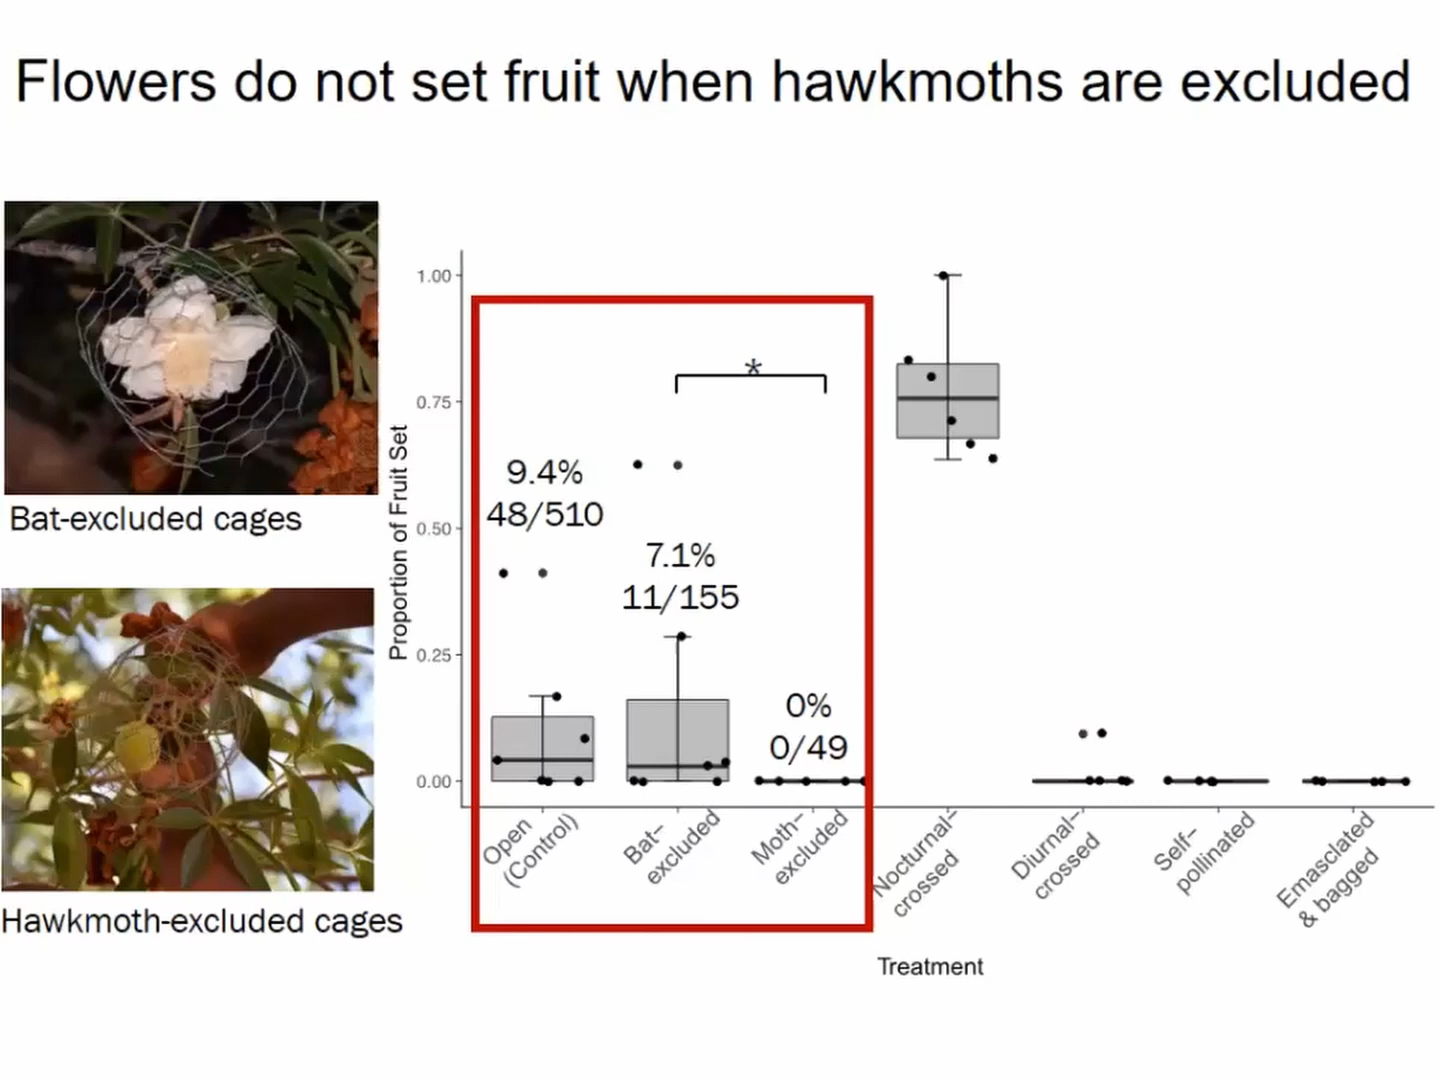 Flowers do not set fruit when hawkmoths are excluded
Bat-excluded cages
Hawkmoth-excluded cages
Proportion of Fruit Set
1.00
0.75
0.50
0.25
0.00
*
9.4%
48/510
7.1%
11/155
0%
0/49
Open
(Control)
Bat-
excluded
Moth-
excluded
Nocturnal-
crossed
Diurnal-
crossed
Self-
pollinated
Emasclated
& bagged
Treatment